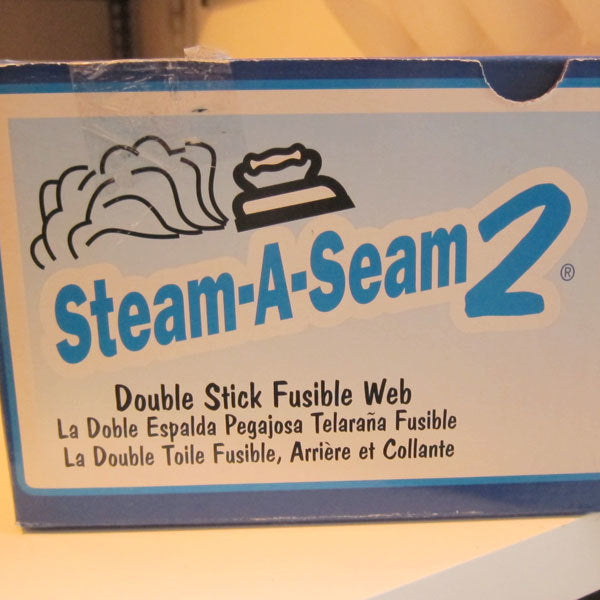 Steam-A-Seam 2®
Double Stick Fusible Web
La Doble Espalda Pegajosa Telaraña Fusible
La Double Toile Fusible, Arrière et Collante